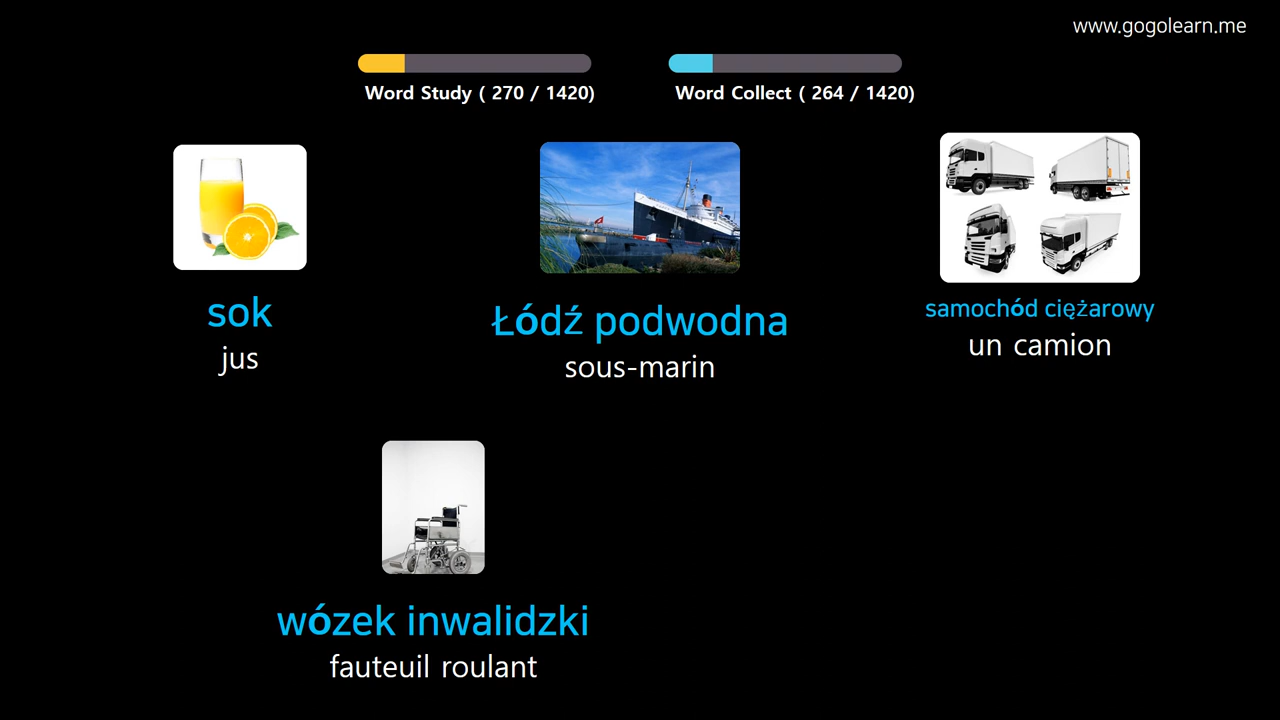 www.gogolearn.me
Word Study ( 270 / 1420)
Word Collect ( 264 / 1420)
sok
jus
Łódź podwodna
sous-marin
samochód ciężarowy
un camion
wózek inwalidzki
fauteuil roulant